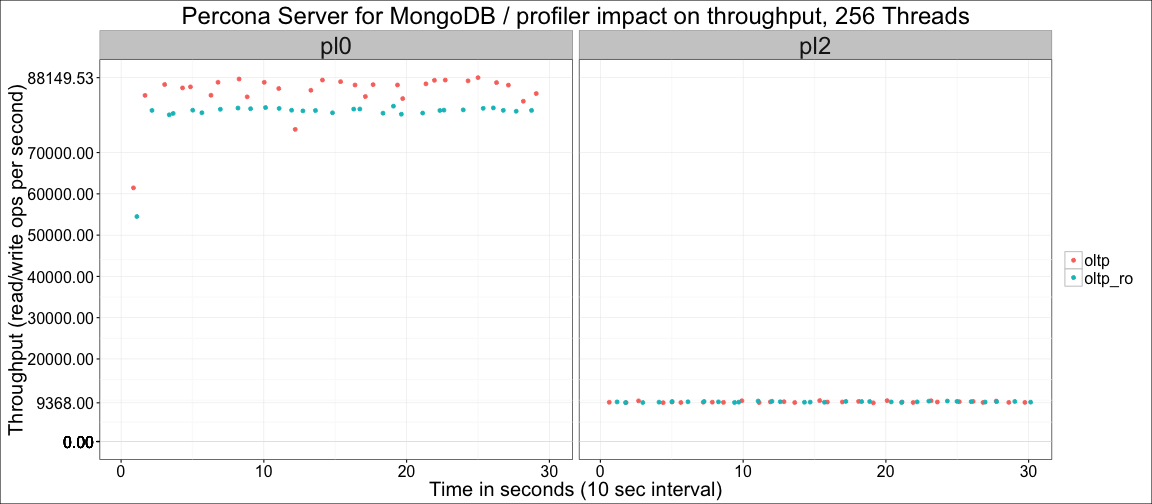 Percona Server for MongoDB / profiler impact on throughput, 256 Threads
pl0
pl2
Throughput (read/write ops per second)
88149.53
70000.00
60000.00
50000.00
40000.00
30000.00
20000.00
9368.00
0.00
0 10 20 30
0 10 20 30
Time in seconds (10 sec interval)
oltp
oltp_ro